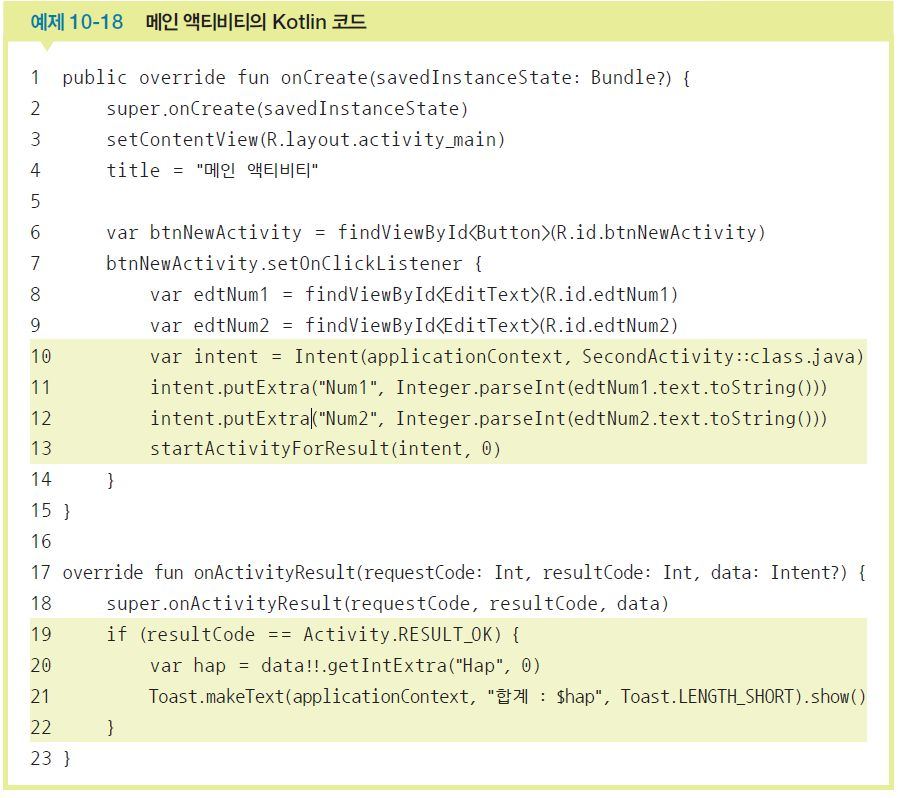 예제 10-18 메인 액티비티의 Kotlin 코드
1 public override fun onCreate(savedInstanceState: Bundle?) {
2 super.onCreate(savedInstanceState)
3 setContentView(R.layout.activity_main)
4 title = "메인 액티비티"
5
6 var btnNewActivity = findViewById<Button>(R.id.btnNewActivity)
7 btnNewActivity.setOnClickListener {
8 var edtNum1 = findViewById<EditText>(R.id.edtNum1)
9 var edtNum2 = findViewById<EditText>(R.id.edtNum2)
10 var intent = Intent(applicationContext, SecondActivity::class.java)
11 intent.putExtra("Num1", Integer.parseInt(edtNum1.text.toString()))
12 intent.putExtra("Num2", Integer.parseInt(edtNum2.text.toString()))
13 startActivityForResult(intent, 0)
14 }
15 }
16
17 override fun onActivityResult(requestCode: Int, resultCode: Int, data: Intent?) {
18 super.onActivityResult(requestCode, resultCode, data)
19 if (resultCode == Activity.RESULT_OK) {
20 var hap = data!!.getIntExtra("Hap", 0)
21 Toast.makeText(applicationContext, "합계 : $hap", Toast.LENGTH_SHORT).show()
22 }
23 }